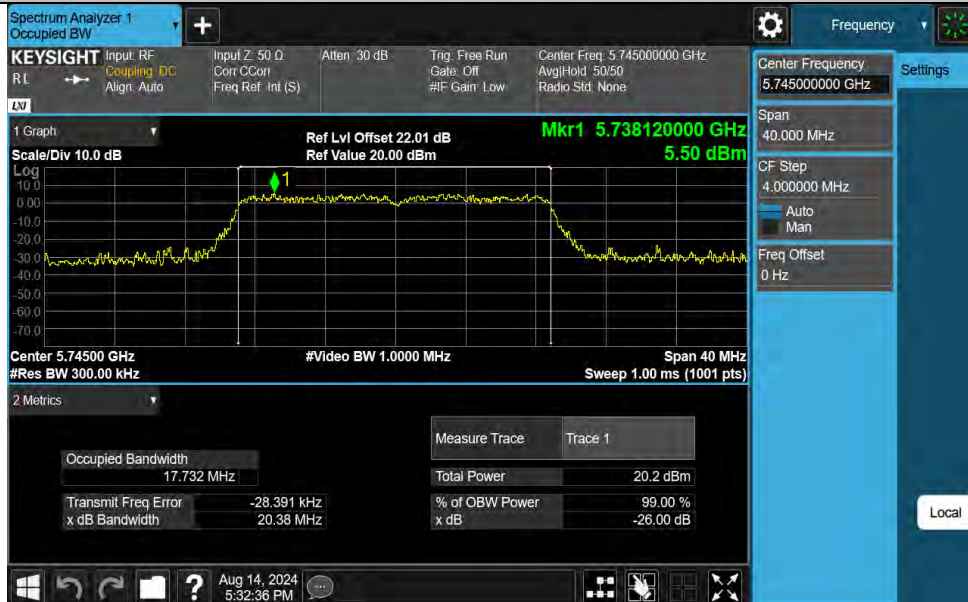 Spectrum Analyzer 1
Occupied BW
+
Frequency
KEYSIGHT
Input: RF
Coupling: DC
Align: Auto
Input Z: 50 Ω
Corr CCorr
Freq Ref: Int (S)
Atten: 30 dB
Trig: Free Run
Gate: Off
#IF Gain: Low
Center Freq: 5.745000000 GHz
Avg|Hold: 50/50
Radio Std: None
LXI
Center Frequency
5.745000000 GHz
Settings
Span
40.000 MHz
CF Step
4.000000 MHz
Auto
Man
Freq Offset
0 Hz
1 Graph
Scale/Div 10.0 dB
Ref Lvl Offset 22.01 dB
Ref Value 20.00 dBm
Mkr1 5.738120000 GHz
5.50 dBm
Log
1
10.0
0.00
-10.0
-20.0
-30.0
-40.0
-50.0
-60.0
-70.0
Center 5.74500 GHz
#Video BW 1.0000 MHz
Span 40 MHz
#Res BW 300.00 kHz
Sweep 1.00 ms (1001 pts)
2 Metrics
Measure Trace Trace 1
Occupied Bandwidth
17.732 MHz
Total Power 20.2 dBm
Transmit Freq Error -28.391 kHz
% of OBW Power 99.00 %
x dB Bandwidth 20.38 MHz
x dB -26.00 dB
Local
?
Aug 14, 2024
5:32:36 PM